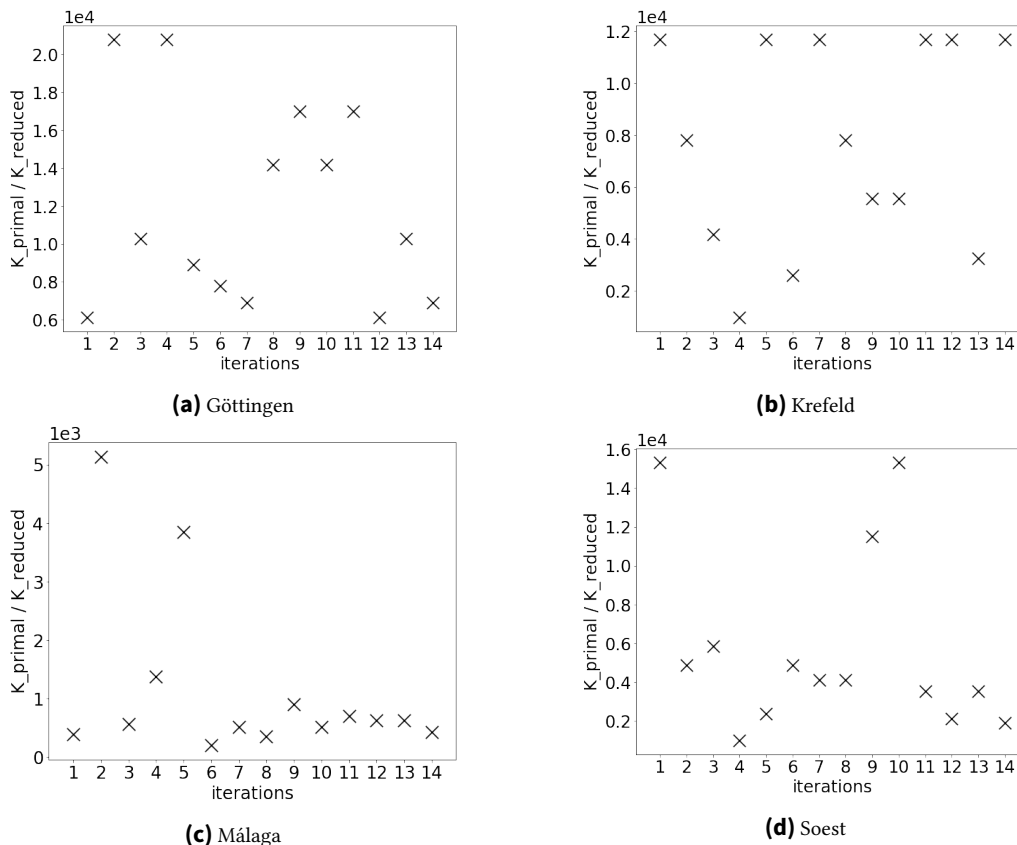 1e4
K_primal / K_reduced
2.0
1.8
1.6
1.4
1.2
1.0
0.8
0.6
1 2 3 4 5 6 7 8 9 10 11 12 13 14
iterations
(a) Göttingen
1e4
K_primal / K_reduced
1.2
1.0
0.8
0.6
0.4
0.2
1 2 3 4 5 6 7 8 9 10 11 12 13 14
iterations
(b) Krefeld
1e3
K_primal / K_reduced
5
4
3
2
1
0
1 2 3 4 5 6 7 8 9 10 11 12 13 14
iterations
(c) Málaga
1e4
K_primal / K_reduced
1.6
1.4
1.2
1.0
0.8
0.6
0.4
0.2
1 2 3 4 5 6 7 8 9 10 11 12 13 14
iterations
(d) Soest